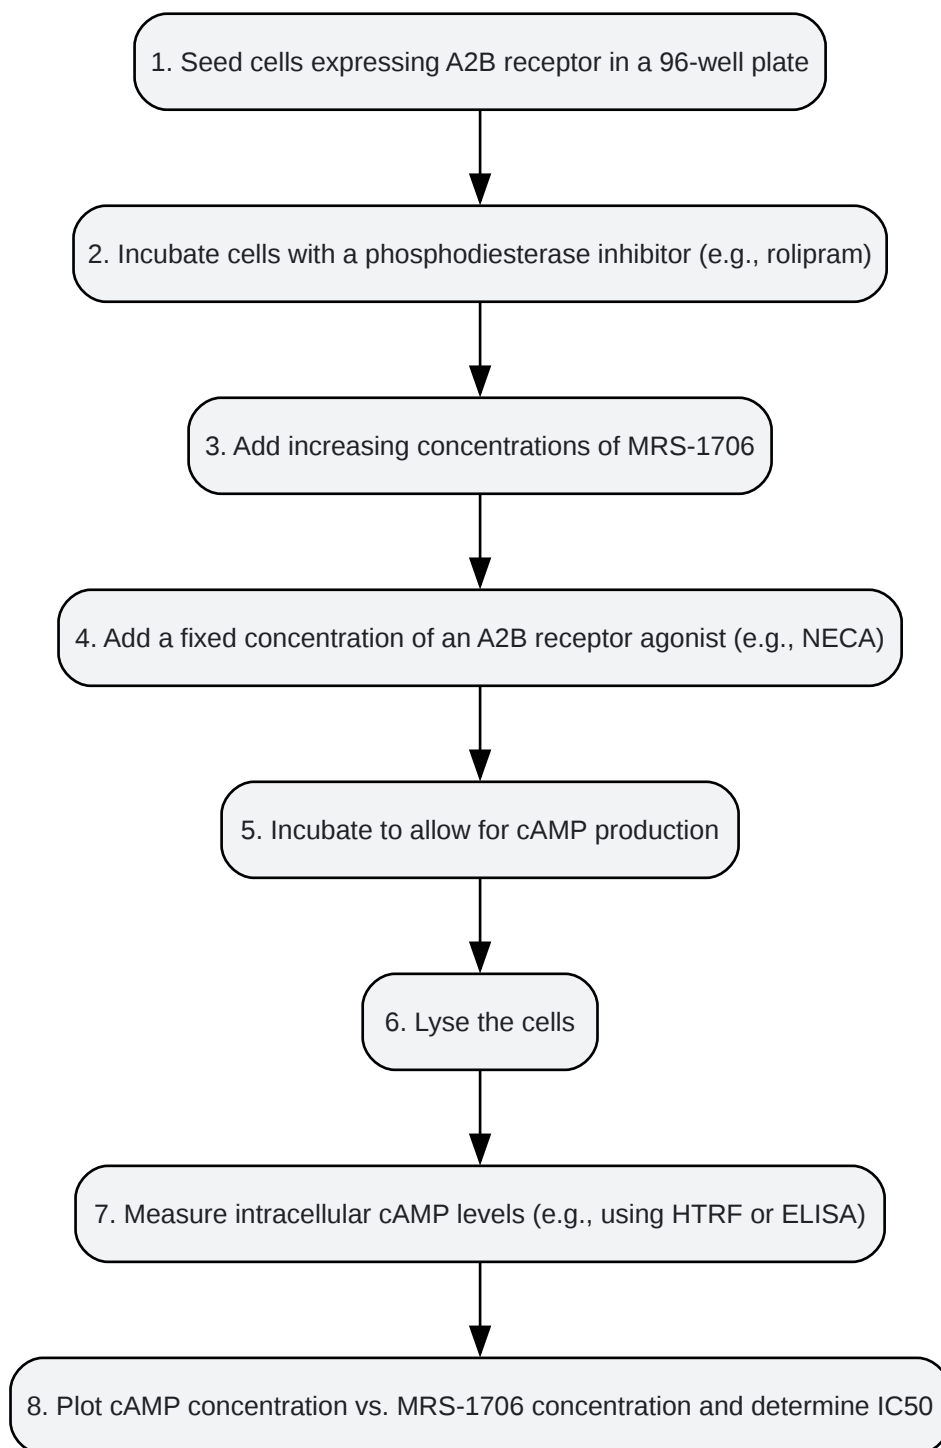 1. Seed cells expressing A2B receptor in a 96-well plate
2. Incubate cells with a phosphodiesterase inhibitor (e.g., rolipram)
3. Add increasing concentrations of MRS-1706
4. Add a fixed concentration of an A2B receptor agonist (e.g., NECA)
5. Incubate to allow for cAMP production
6. Lyse the cells
7. Measure intracellular cAMP levels (e.g., using HTRF or ELISA)
8. Plot cAMP concentration vs. MRS-1706 concentration and determine IC50